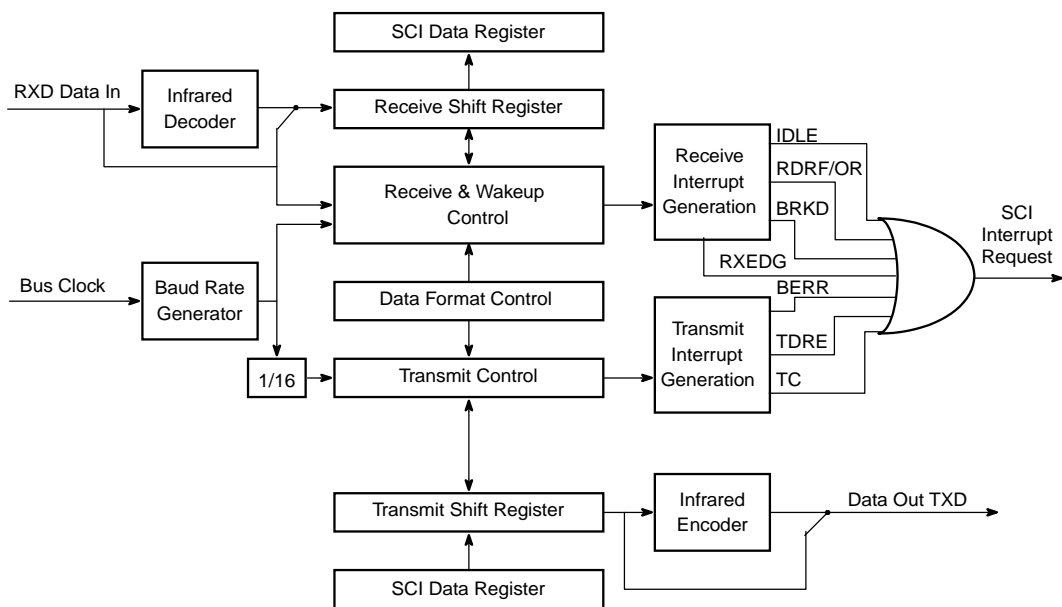 SCI Data Register
RXD Data In
Infrared
Decoder
Receive Shift Register
Receive & Wakeup
Control
Receive
Interrupt
Generation
IDLE
RDRF/OR
BRKD
RXEDG
SCI
Interrupt
Request
Bus Clock
Baud Rate
Generator
Data Format Control
BERR
Transmit
Interrupt
Generation
TDRE
TC
1/16
Transmit Control
Transmit Shift Register
Infrared
Encoder
Data Out TXD
SCI Data Register